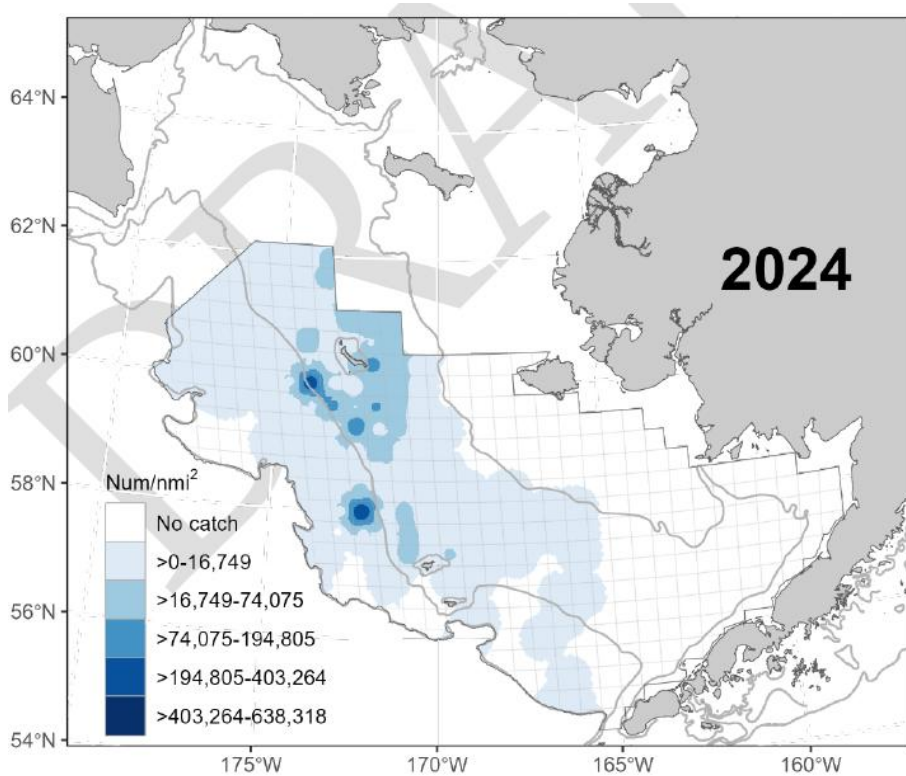 DRAFT
64°N
62°N
60°N
58°N
56°N
54°N
2024
Num/nmi²
No catch
>0-16,749
>16,749-74,075
>74,075-194,805
>194,805-403,264
>403,264-638,318
175°W
170°W
165°W
160°W